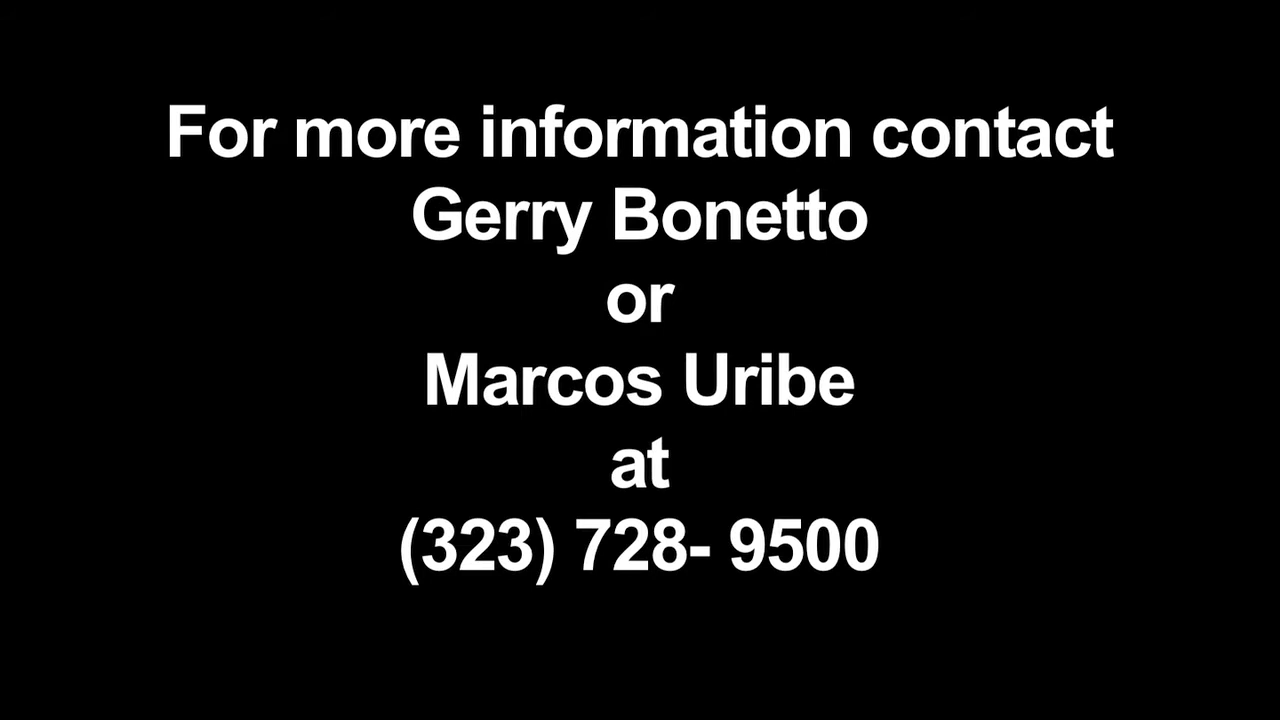 For more information contact
Gerry Bonetto
or
Marcos Uribe
at
(323) 728- 9500